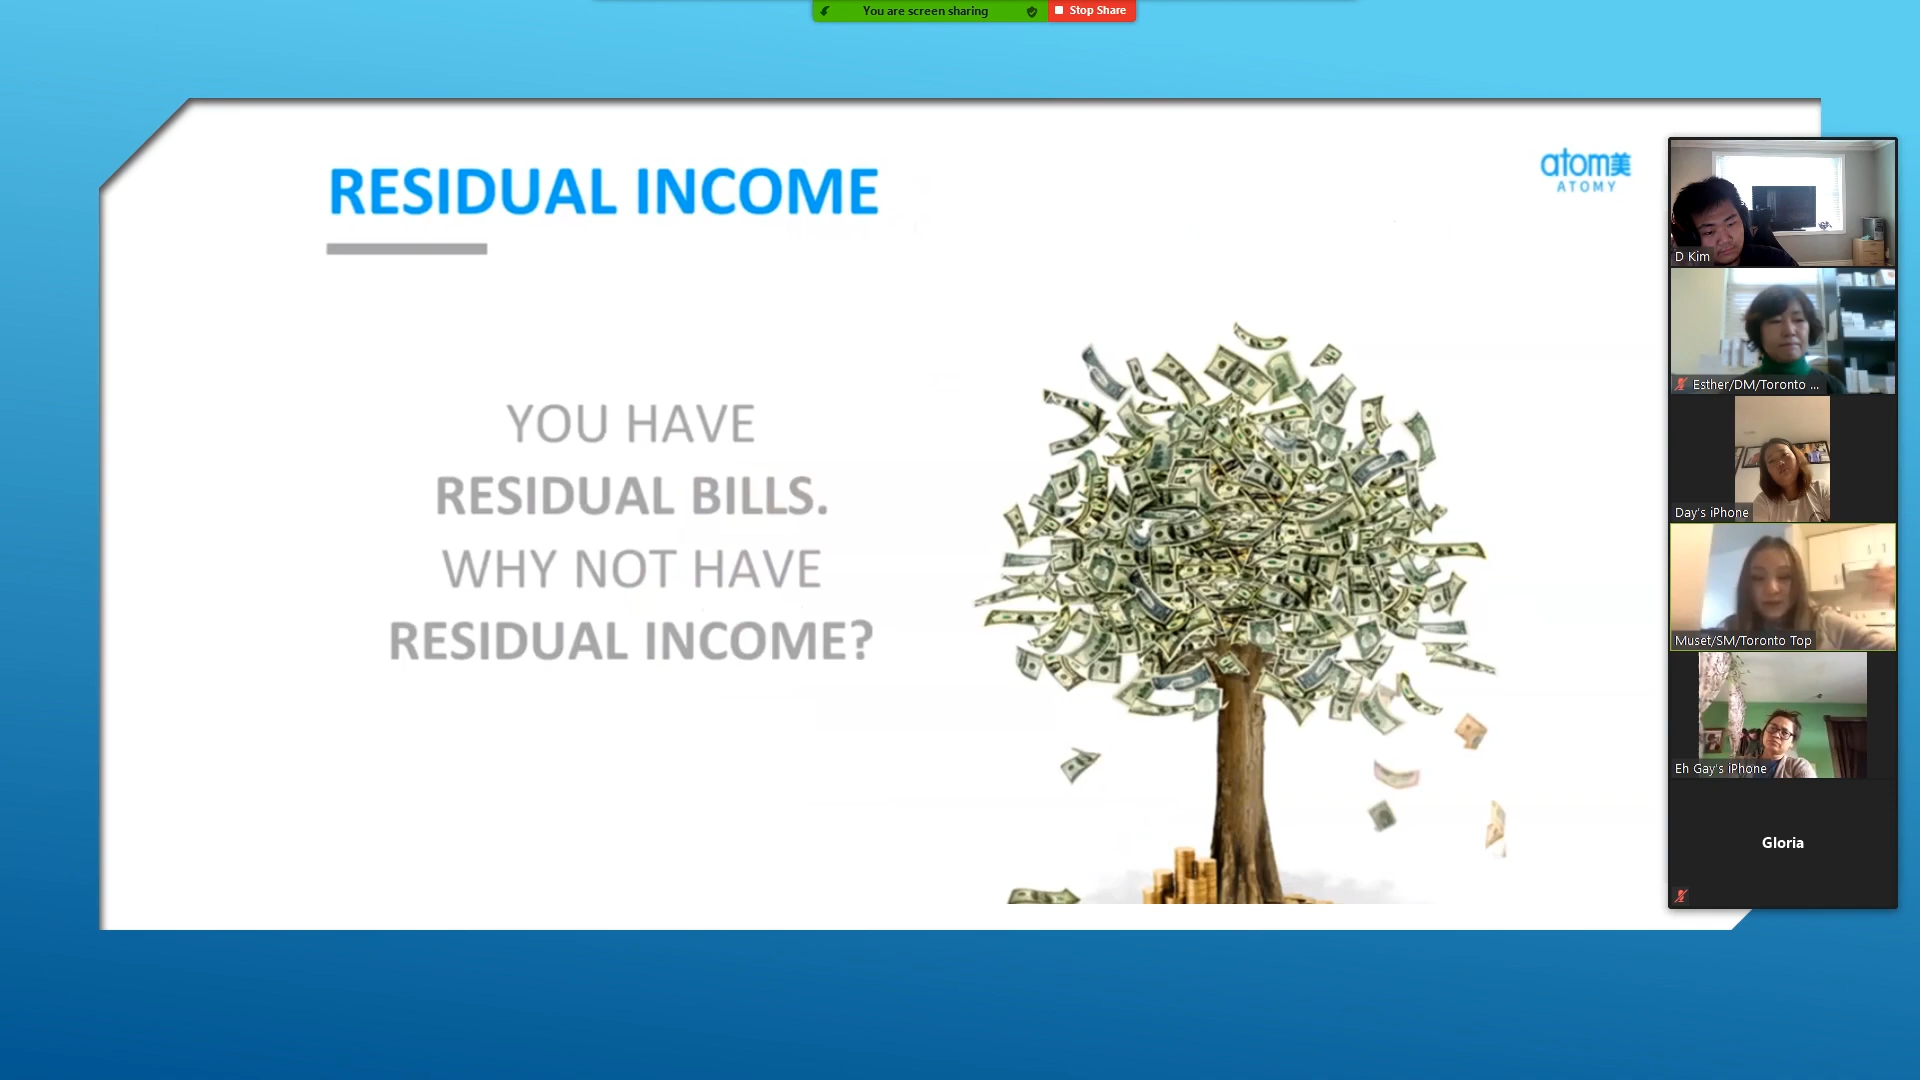 You are screen sharing
Stop Share
RESIDUAL INCOME
atom美
ATOMY
YOU HAVE
RESIDUAL BILLS.
WHY NOT HAVE
RESIDUAL INCOME?
D Kim
Esther/DM/Toronto ...
Day's iPhone
Muset/SM/Toronto Top
Eh Gay's iPhone
Gloria